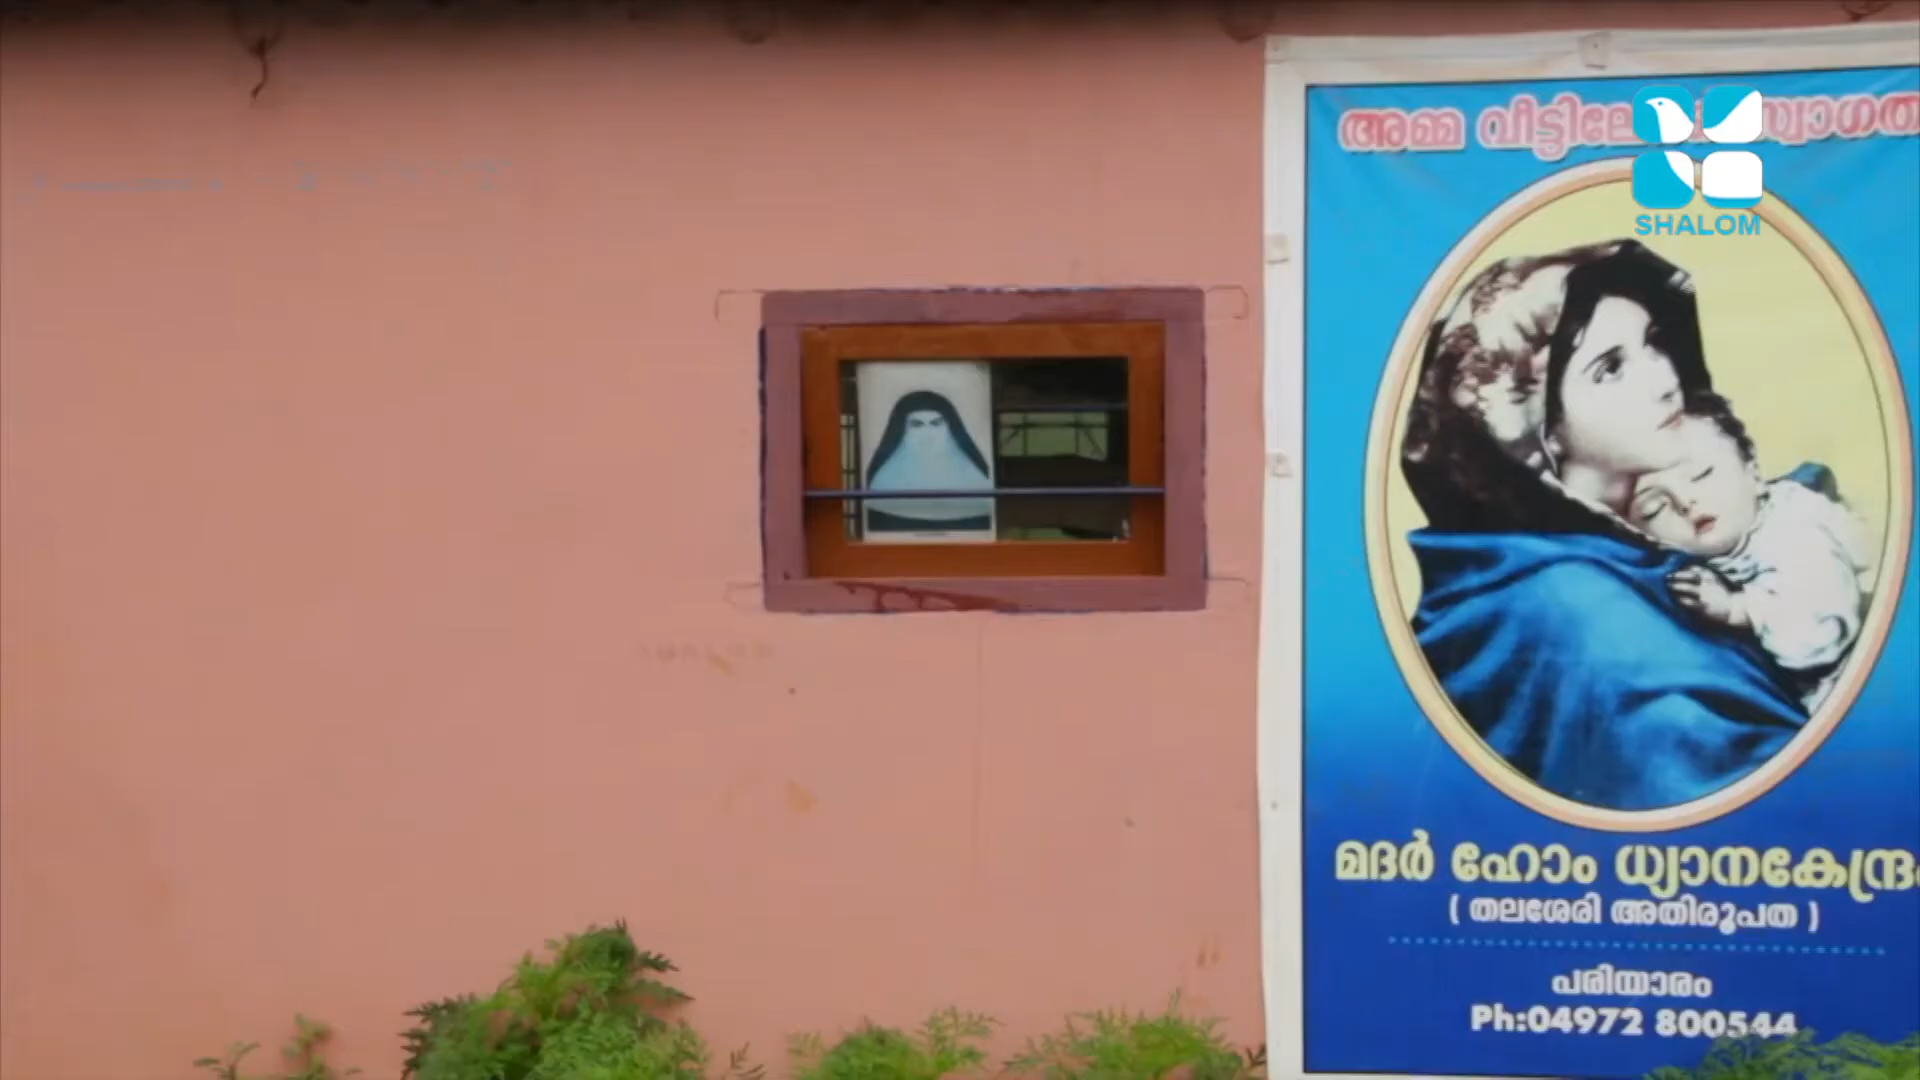 അമ്മ വീട്ടിലേ
SHALOM
മദർ ഹോം ധ്യാനകേന്ദ്രം
( തലശേരി അതിരൂപത )
പരിയാരം
Ph:04972 800544